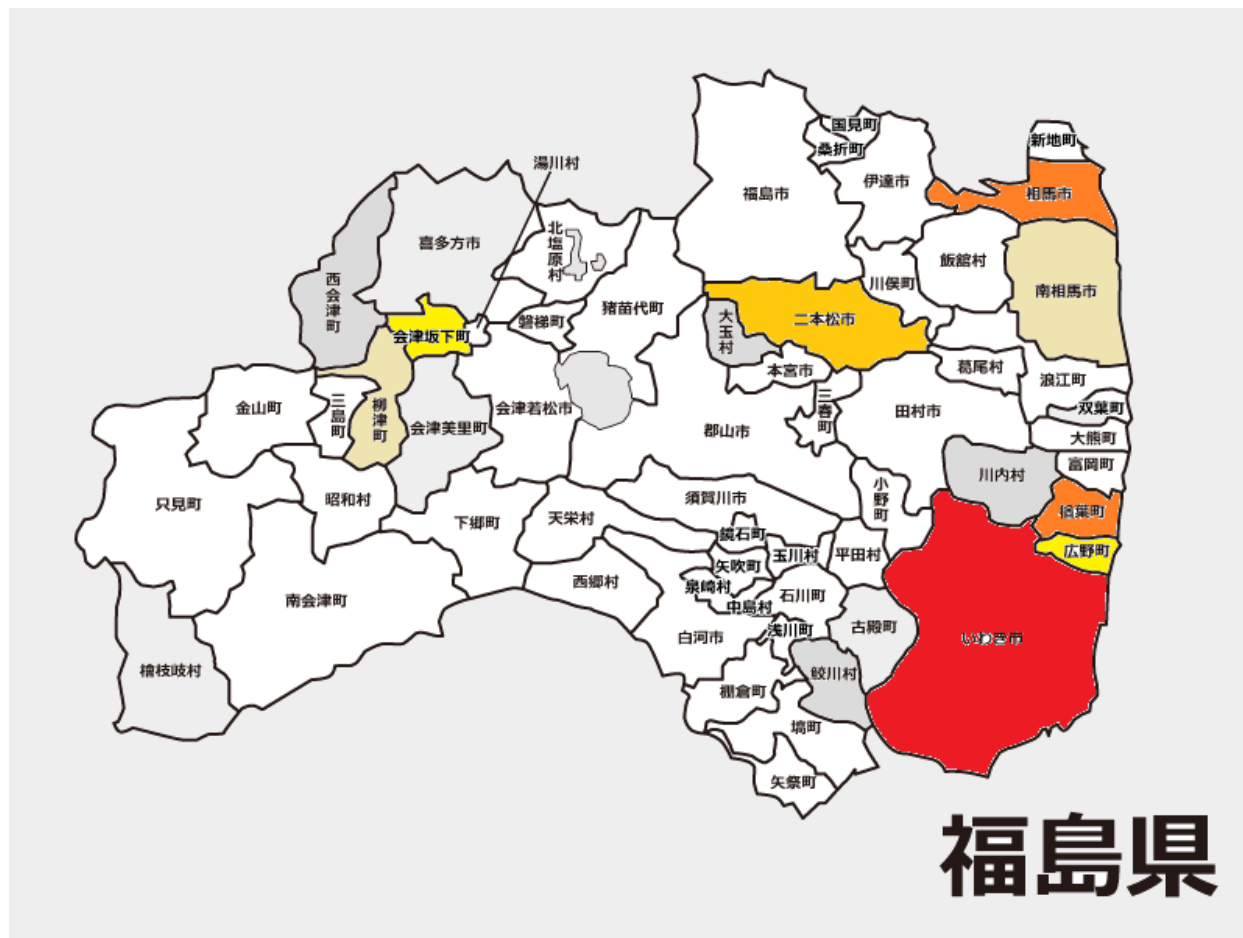 湯川村
国見町
桑折町
新地町
福島市
伊達市
相馬市
喜多方市
北塩原村
飯舘村
川俣町
南相馬市
西会津町
猪苗代町
会津坂下町
磐梯町
大玉村
二本松市
本宮市
葛尾村
浪江町
金山町
三島町
柳津町
会津美里町
会津若松市
郡山市
三春町
田村市
双葉町
大熊町
富岡町
川内村
只見町
昭和村
下郷町
天栄村
須賀川市
小野町
楢葉町
広野町
鏡石町
玉川村
平田村
矢吹町
泉崎村
西郷村
中島村
石川町
南会津町
白河市
浅川町
古殿町
いわき市
檜枝岐村
棚倉町
鮫川村
塙町
矢祭町
福島県